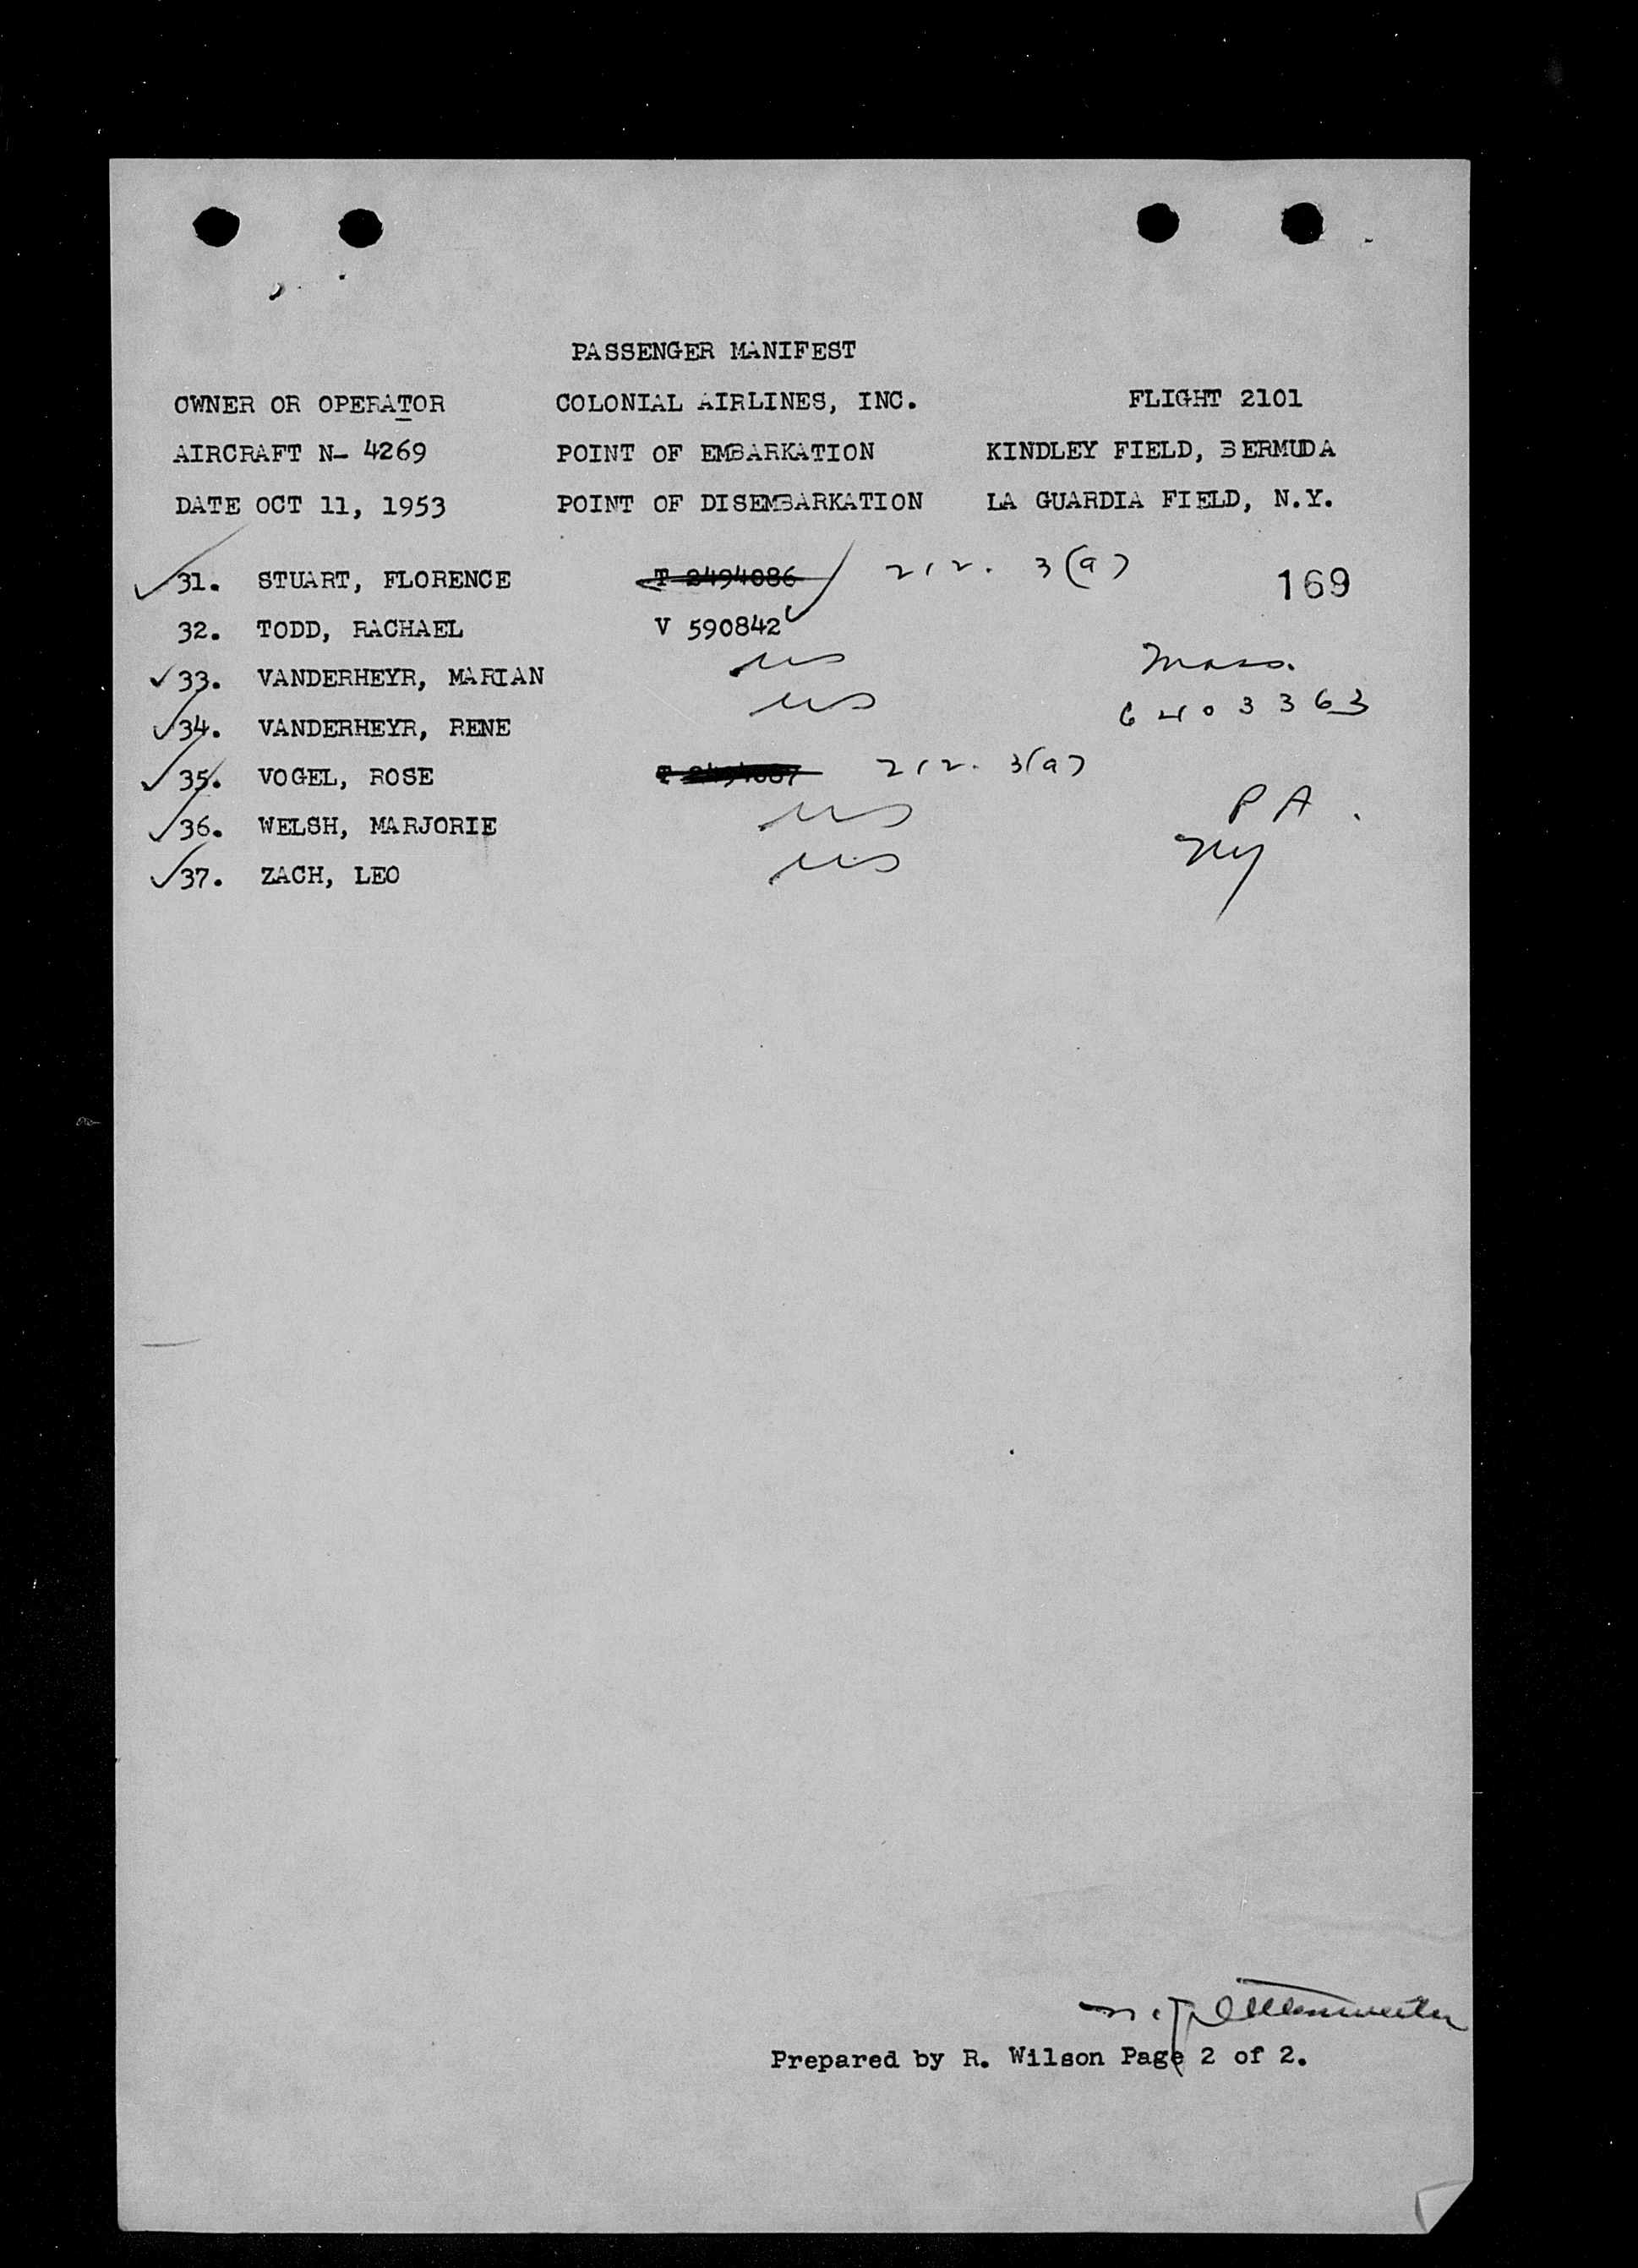 PASSENGER MANIFEST
OWNER OR OPERATOR COLONIAL AIRLINES, INC. FLIGHT 2101
AIRCRAFT N- 4269 POINT OF EMBARKATION KINDLEY FIELD, BERMUDA
DATE OCT 11, 1953 POINT OF DISEMBARKATION LA GUARDIA FIELD, N.Y.
31. STUART, FLORENCE T 2494086 212. 3(a) 169
32. TODD, RACHAEL V 590842
33. VANDERHEYR, MARIAN US Mass.
34. VANDERHEYR, RENE US 6403363
35. VOGEL, ROSE T 2494087 212. 3(a)
36. WELSH, MARJORIE US PA.
37. ZACH, LEO US NY
Prepared by R. Wilson Page 2 of 2.